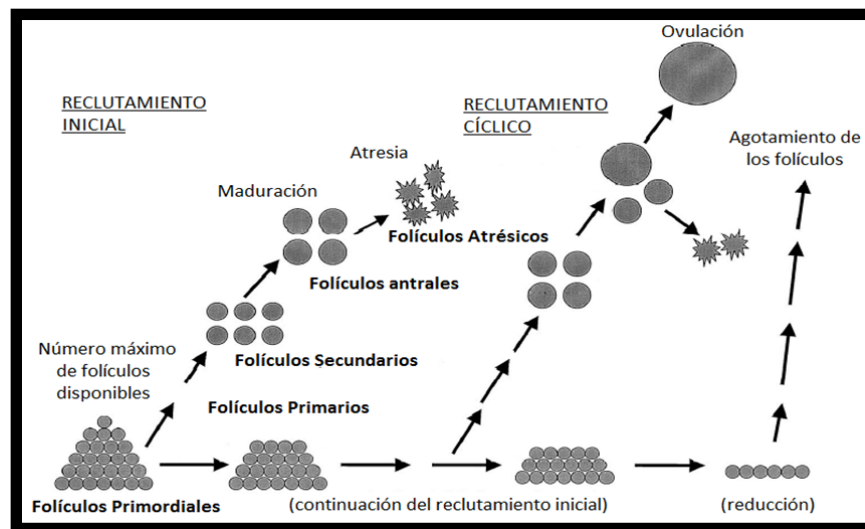 Ovulación
RECLUTAMIENTO
INICIAL
RECLUTAMIENTO
CÍCLICO
Agotamiento de
los folículos
Atresia
Maduración
Folículos Atrésicos
Folículos antrales
Número máximo
de folículos
disponibles
Folículos Secundarios
Folículos Primarios
Folículos Primordiales
(continuación del reclutamiento inicial)
(reducción)